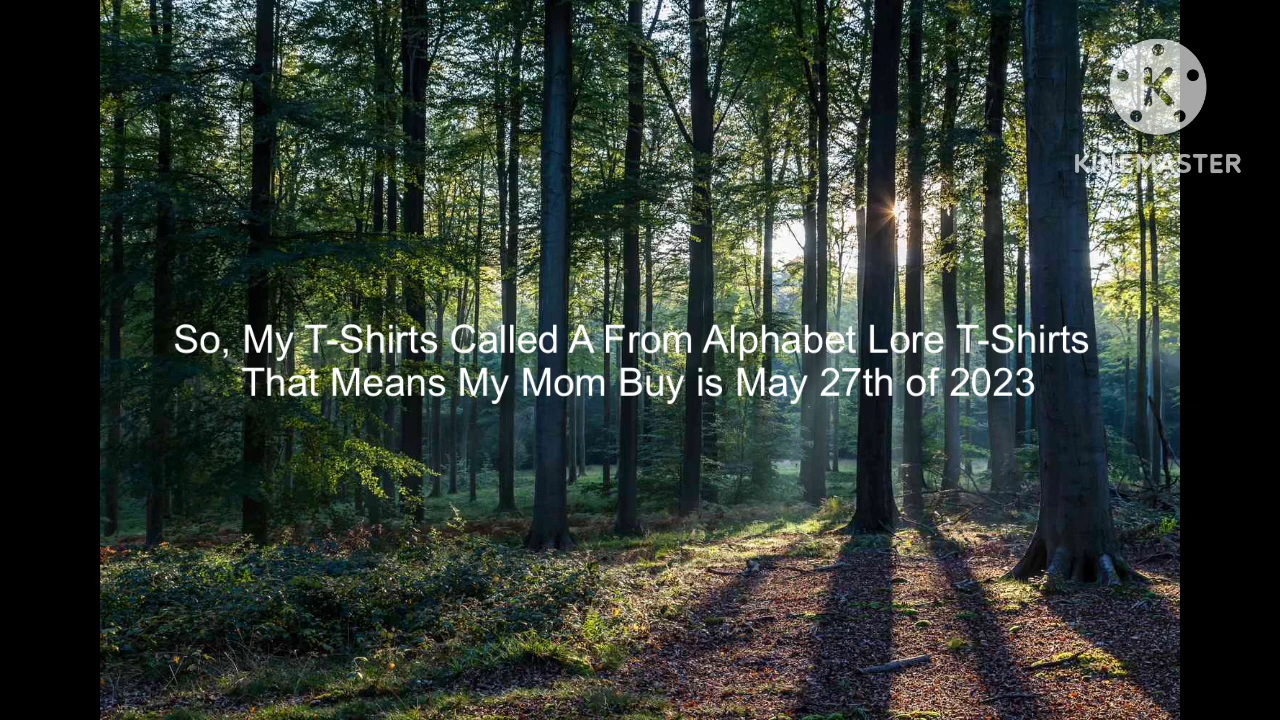 KINEMASTER
So, My T-Shirts Called A From Alphabet Lore T-Shirts
That Means My Mom Buy is May 27th of 2023